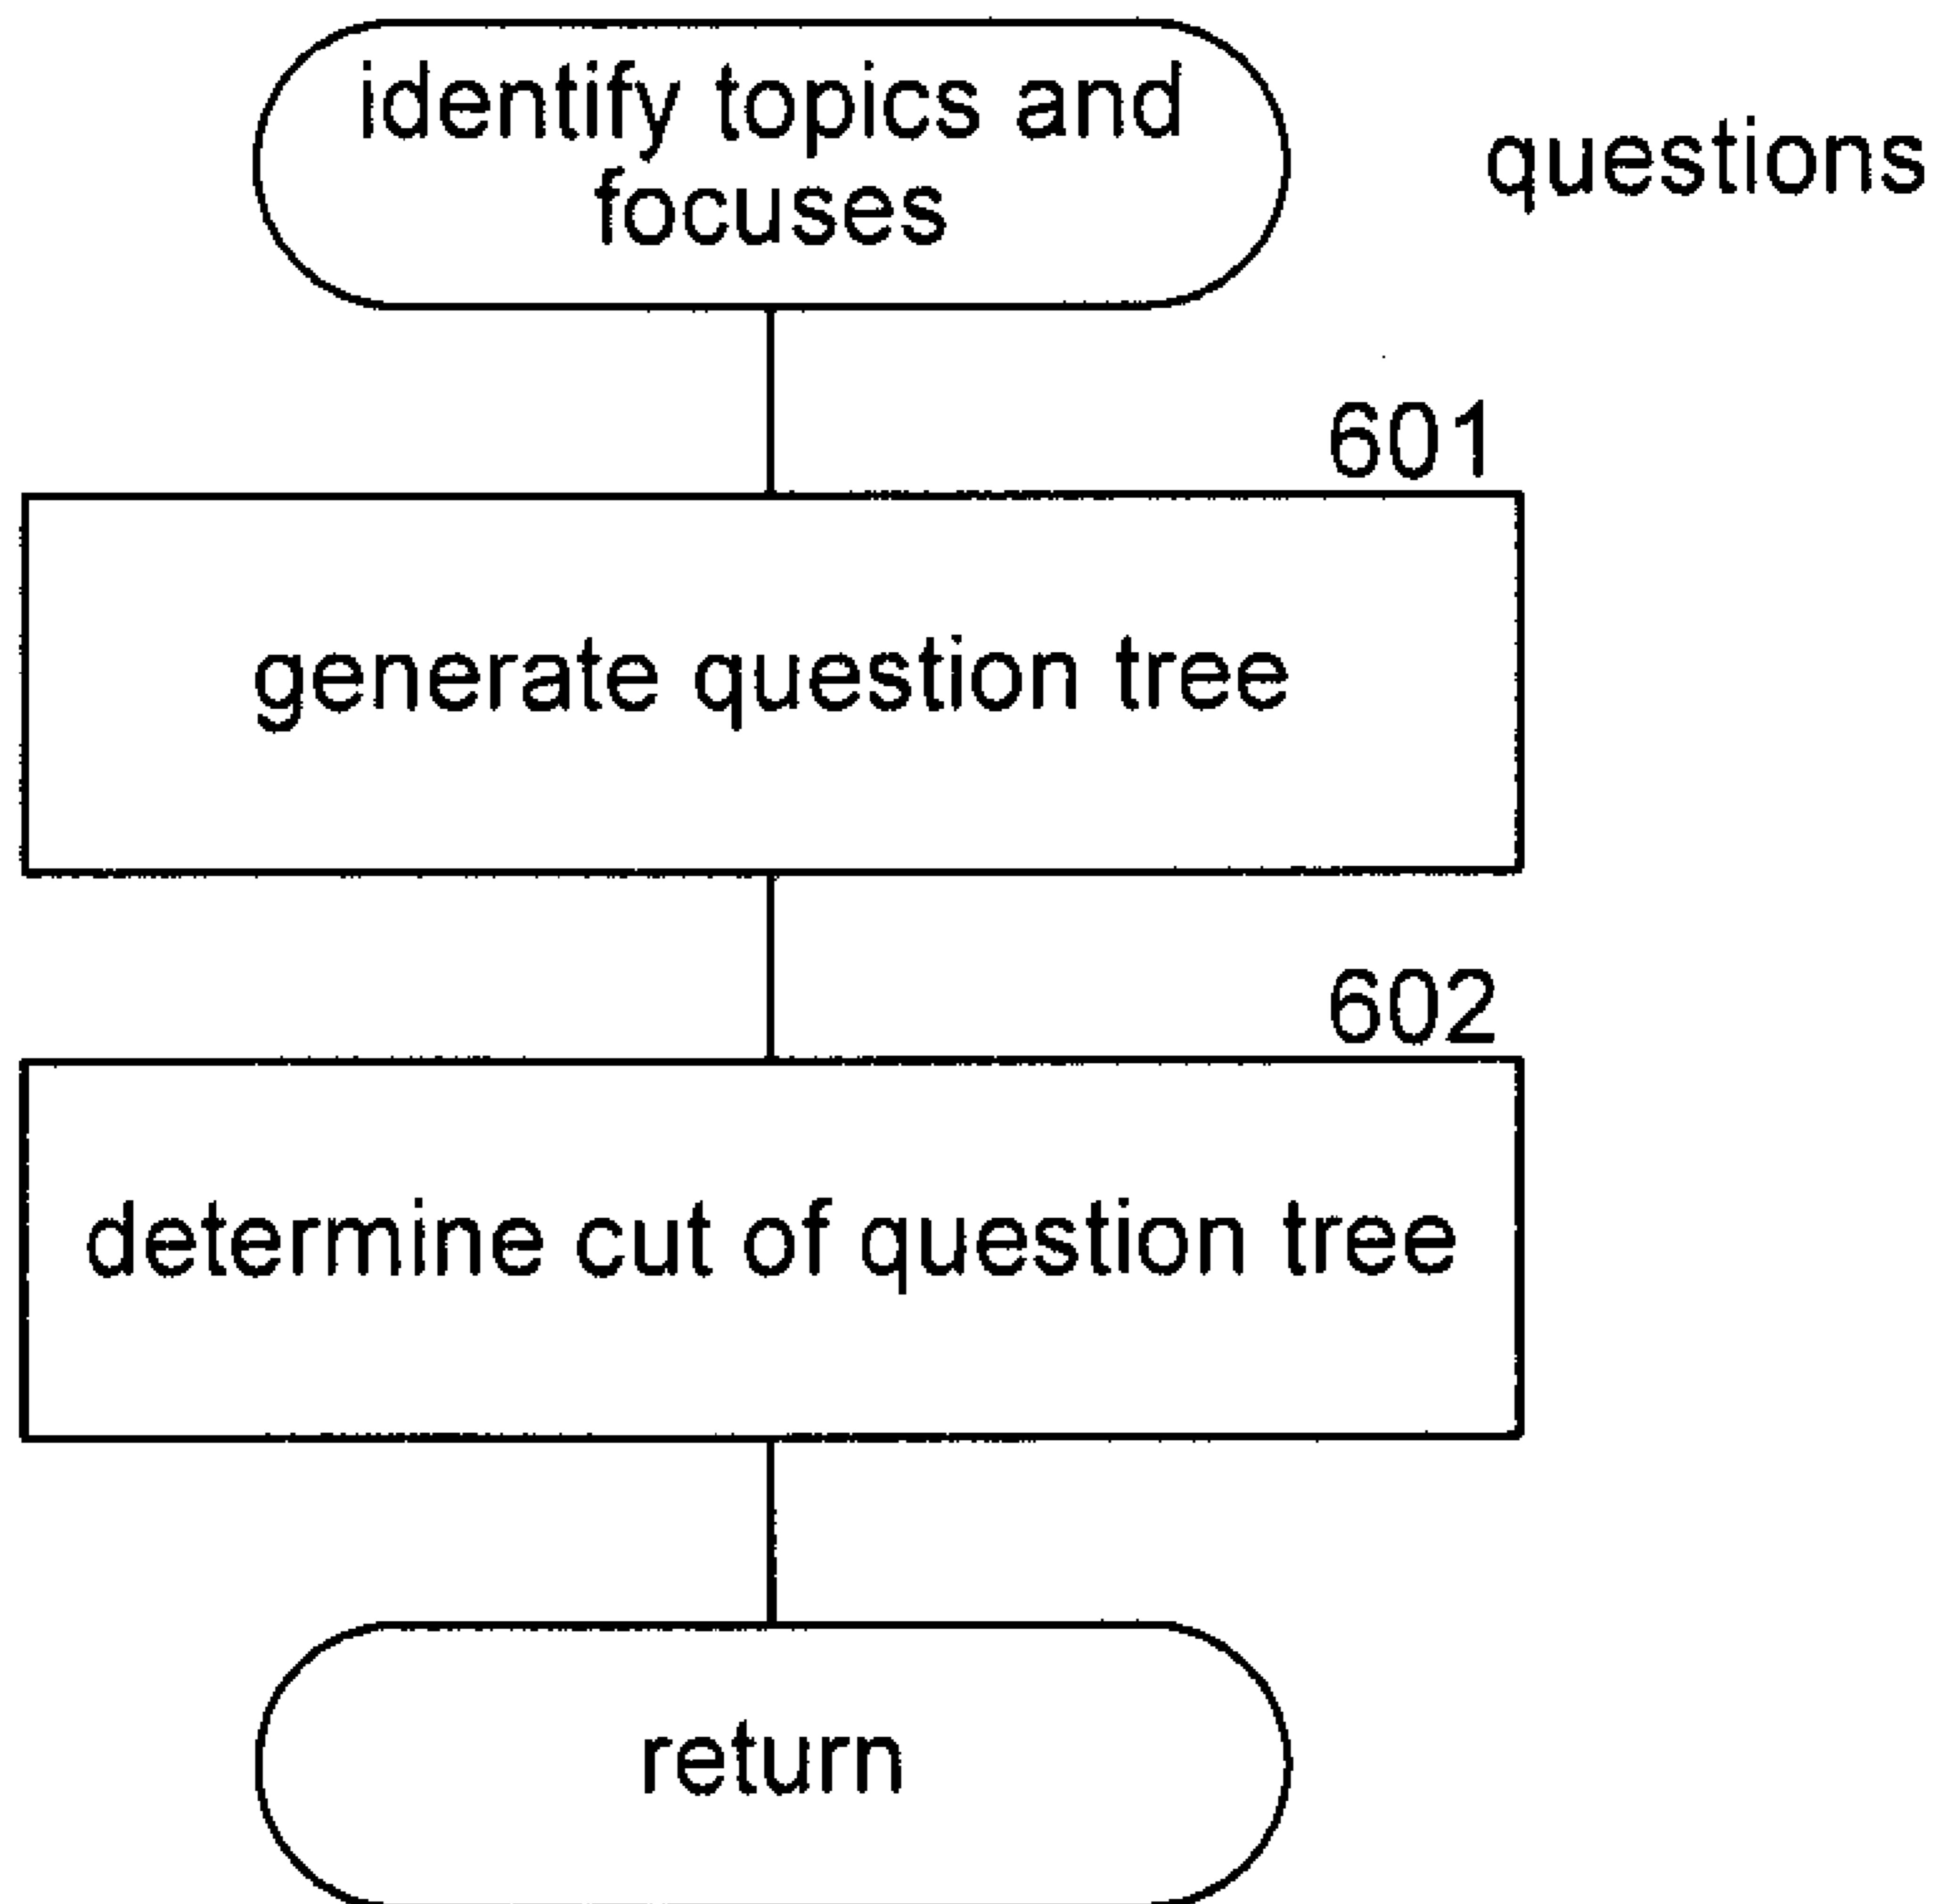 identify topics and
focuses
questions
601
generate question tree
602
determine cut of question tree
return